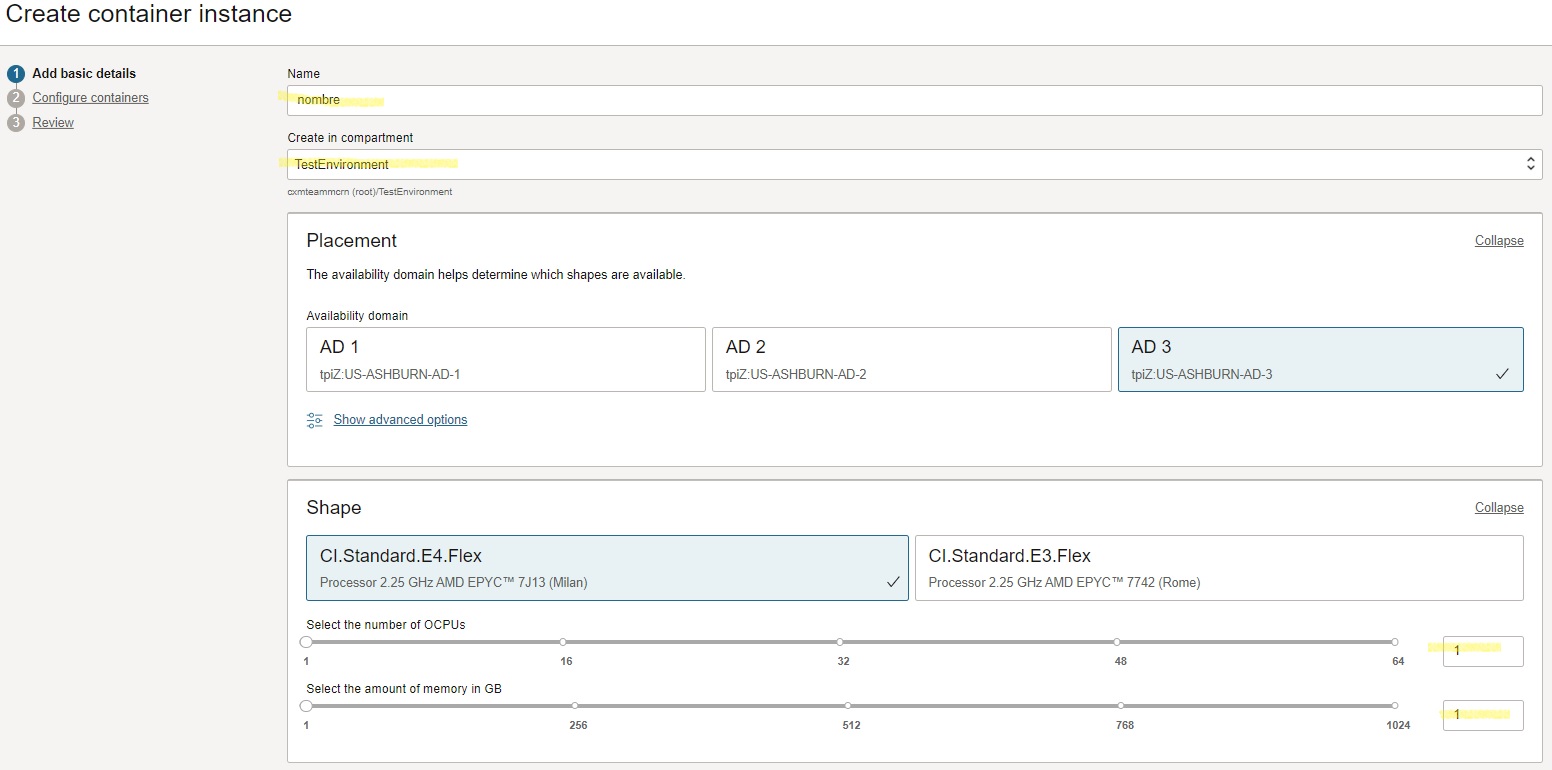 Create container instance
1 Add basic details
2 Configure containers
3 Review
Name
nombre
Create in compartment
TestEnvironment
cxmteammcrn (root)/TestEnvironment
Placement
Collapse
The availability domain helps determine which shapes are available.
Availability domain
AD 1
tpiZ:US-ASHBURN-AD-1
AD 2
tpiZ:US-ASHBURN-AD-2
AD 3
tpiZ:US-ASHBURN-AD-3
Show advanced options
Shape
Collapse
CI.Standard.E4.Flex
Processor 2.25 GHz AMD EPYC™ 7J13 (Milan)
CI.Standard.E3.Flex
Processor 2.25 GHz AMD EPYC™ 7742 (Rome)
Select the number of OCPUs
1 16 32 48 64
1
Select the amount of memory in GB
1 256 512 768 1024
1